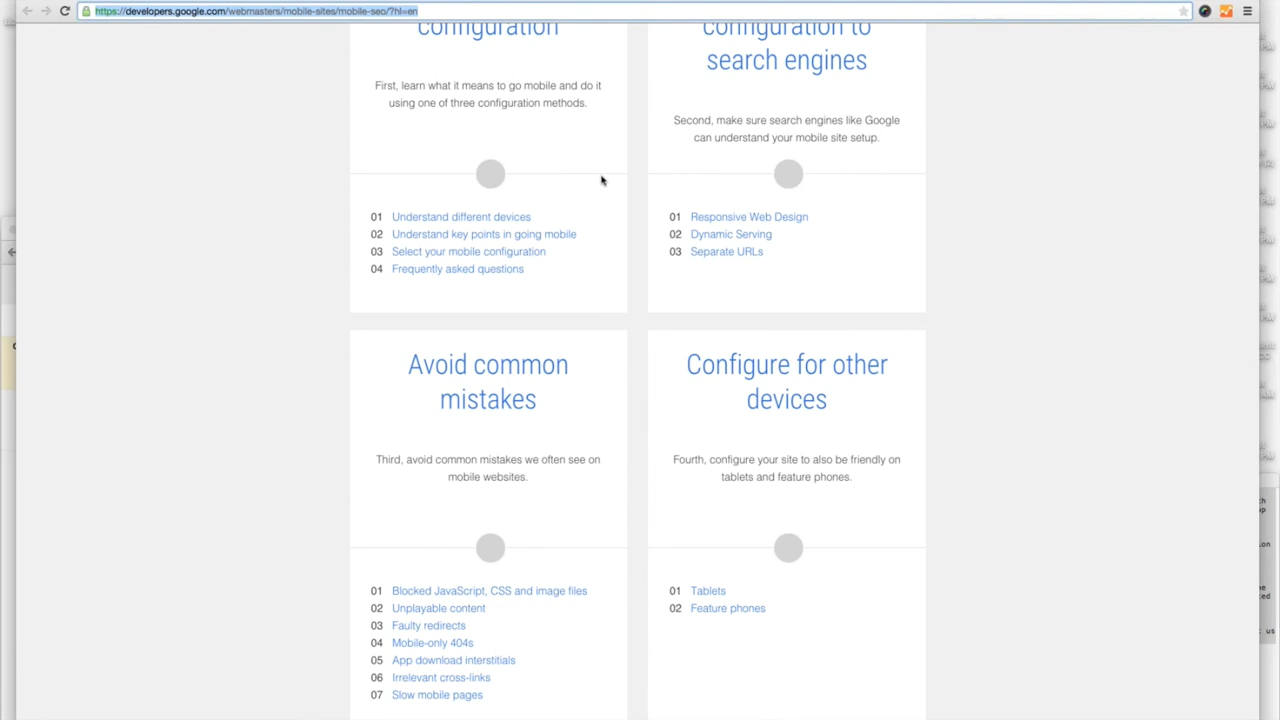 https://developers.google.com/webmasters/mobile-sites/mobile-seo/?hl=en
configuration
First, learn what it means to go mobile and do it
using one of three configuration methods.
01 Understand different devices
02 Understand key points in going mobile
03 Select your mobile configuration
04 Frequently asked questions
configuration to
search engines
Second, make sure search engines like Google
can understand your mobile site setup.
01 Responsive Web Design
02 Dynamic Serving
03 Separate URLs
Avoid common
mistakes
Third, avoid common mistakes we often see on
mobile websites.
01 Blocked JavaScript, CSS and image files
02 Unplayable content
03 Faulty redirects
04 Mobile-only 404s
05 App download interstitials
06 Irrelevant cross-links
07 Slow mobile pages
Configure for other
devices
Fourth, configure your site to also be friendly on
tablets and feature phones.
01 Tablets
02 Feature phones